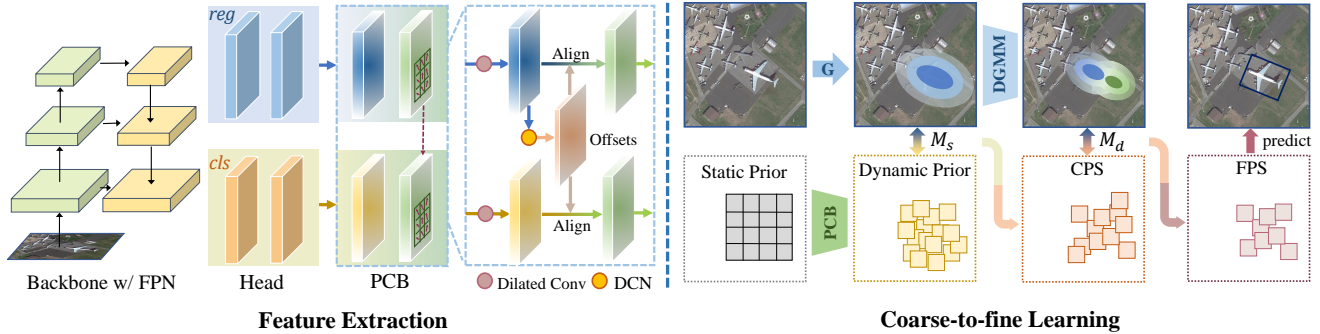 reg
cls
Backbone w/ FPN
Head
PCB
Align
Offsets
Align
Dilated Conv
DCN
Feature Extraction
G
DGMM
M_s
M_d
predict
Static Prior
Dynamic Prior
CPS
FPS
PCB
Coarse-to-fine Learning